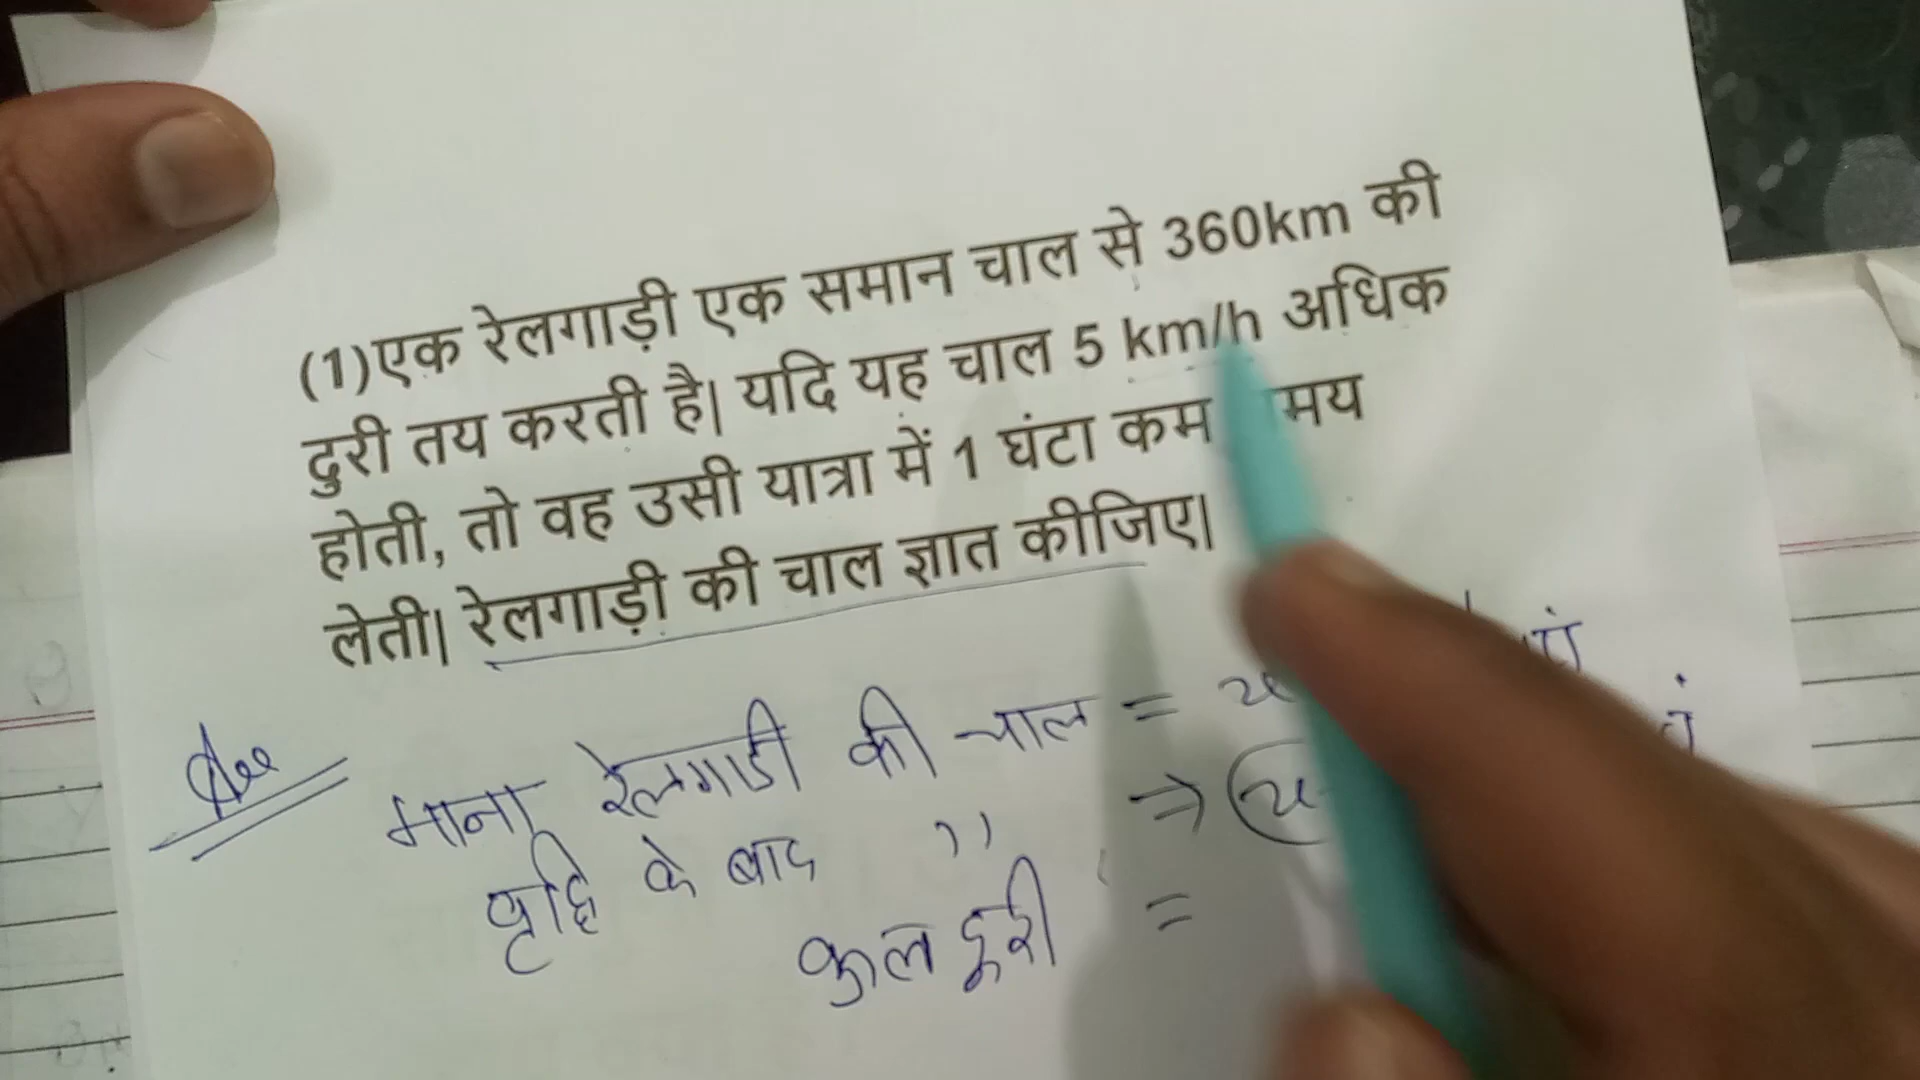 (1)एक रेलगाड़ी एक समान चाल से 360km की
दुरी तय करती है| यदि यह चाल 5 km/h अधिक
होती, तो वह उसी यात्रा में 1 घंटा कम
लेती| रेलगाड़ी की चाल ज्ञात कीजिए|
माना रेलगाडी की चाल =
वृद्धि के बाद " ⇒
कुल दूरी =